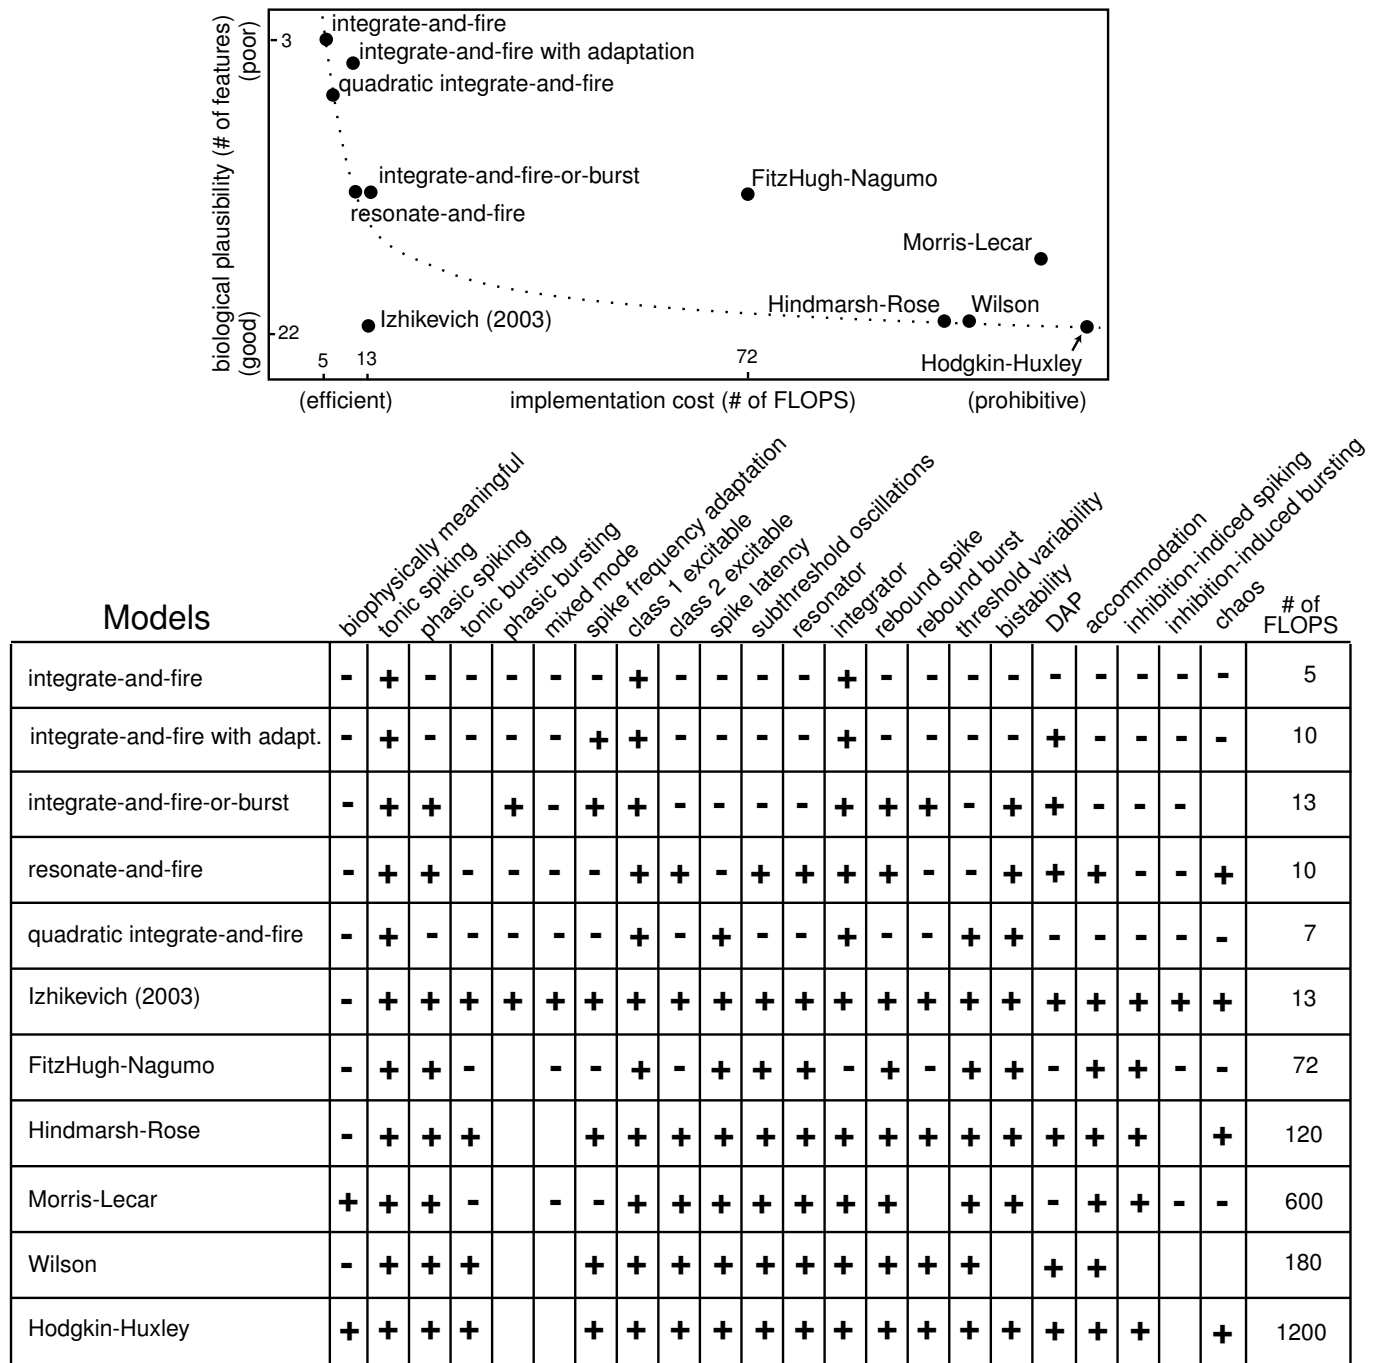 biological plausibility (# of features)
(poor)
(good)
3
22
integrate-and-fire
integrate-and-fire with adaptation
quadratic integrate-and-fire
integrate-and-fire-or-burst
resonate-and-fire
FitzHugh-Nagumo
Morris-Lecar
Hindmarsh-Rose
Wilson
Izhikevich (2003)
Hodgkin-Huxley
5
13
72
(efficient)
implementation cost (# of FLOPS)
(prohibitive)
Models
biophysically meaningful
tonic spiking
phasic spiking
tonic bursting
phasic bursting
mixed mode
spike frequency adaptation
class 1 excitable
class 2 excitable
spike latency
subthreshold oscillations
resonator
integrator
rebound spike
rebound burst
threshold variability
bistability
DAP
accommodation
inhibition-indiced spiking
inhibition-induced bursting
chaos
# of
FLOPS
integrate-and-fire - + - - - - - + - - - - + - - - - - - - - - 5
integrate-and-fire with adapt. - + - - - - + + - - - - + - - - - + - - - - 10
integrate-and-fire-or-burst - + + + - + + - - - - + + + - + + - - - 13
resonate-and-fire - + + - - - - + + - + + + + - - + + + - - + 10
quadratic integrate-and-fire - + - - - - - + - + - - + - - + + - - - - - 7
Izhikevich (2003) - + + + + + + + + + + + + + + + + + + + + + 13
FitzHugh-Nagumo - + + - - - + - + + + - + - + + - + + - - 72
Hindmarsh-Rose - + + + + + + + + + + + + + + + + + + 120
Morris-Lecar + + + - - - + + + + + + + + + - + + - - 600
Wilson - + + + + + + + + + + + + + + + 180
Hodgkin-Huxley + + + + + + + + + + + + + + + + + + + 1200